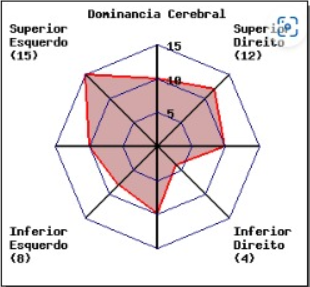 Dominancia Cerebral
Superior
Esquerdo
(15)
Superior
Direito
(12)
15
10
5
Inferior
Esquerdo
(8)
Inferior
Direito
(4)